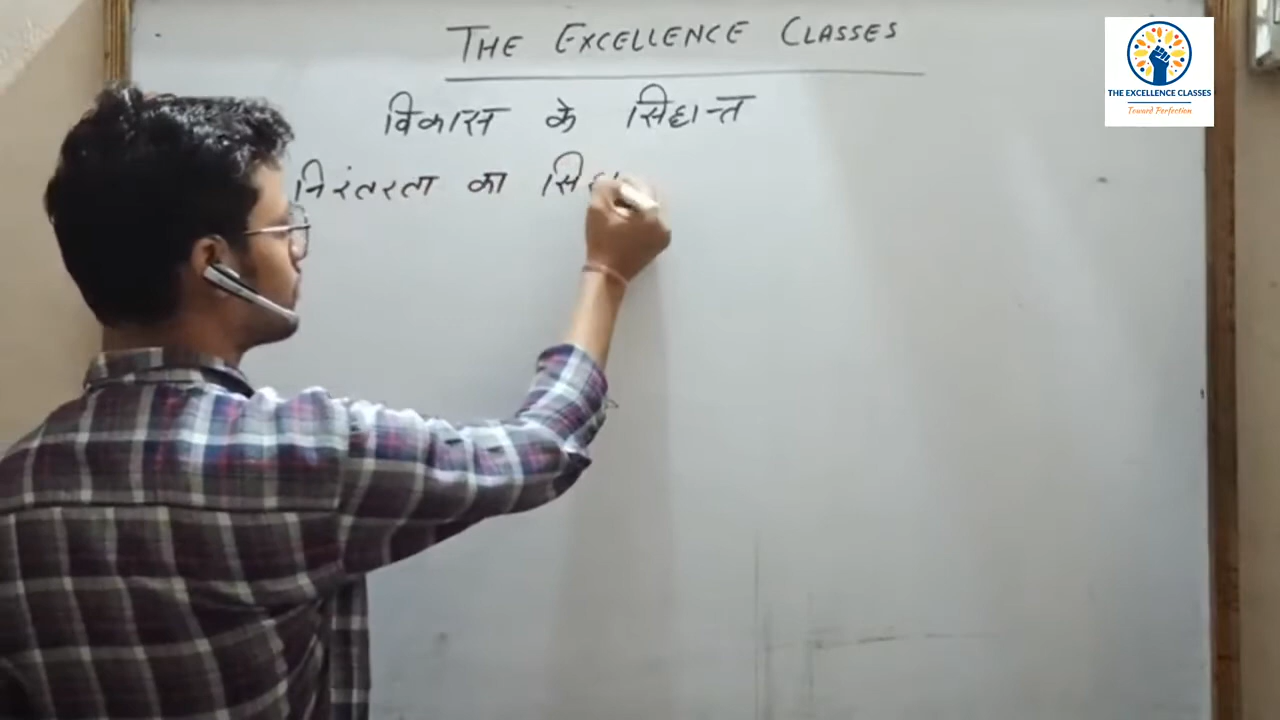 THE EXCELLENCE CLASSES
विकास के सिद्धान्त
निरंतरता का
THE EXCELLENCE CLASSES
Toward Perfection